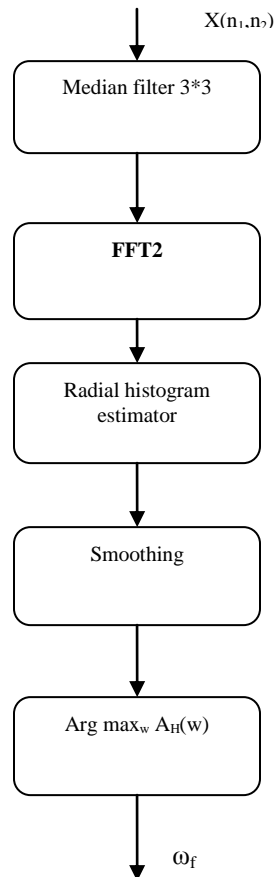 X(n₁,n₂)
Median filter 3*3
FFT2
Radial histogram
estimator
Smoothing
Arg maxw AH(w)
ωf